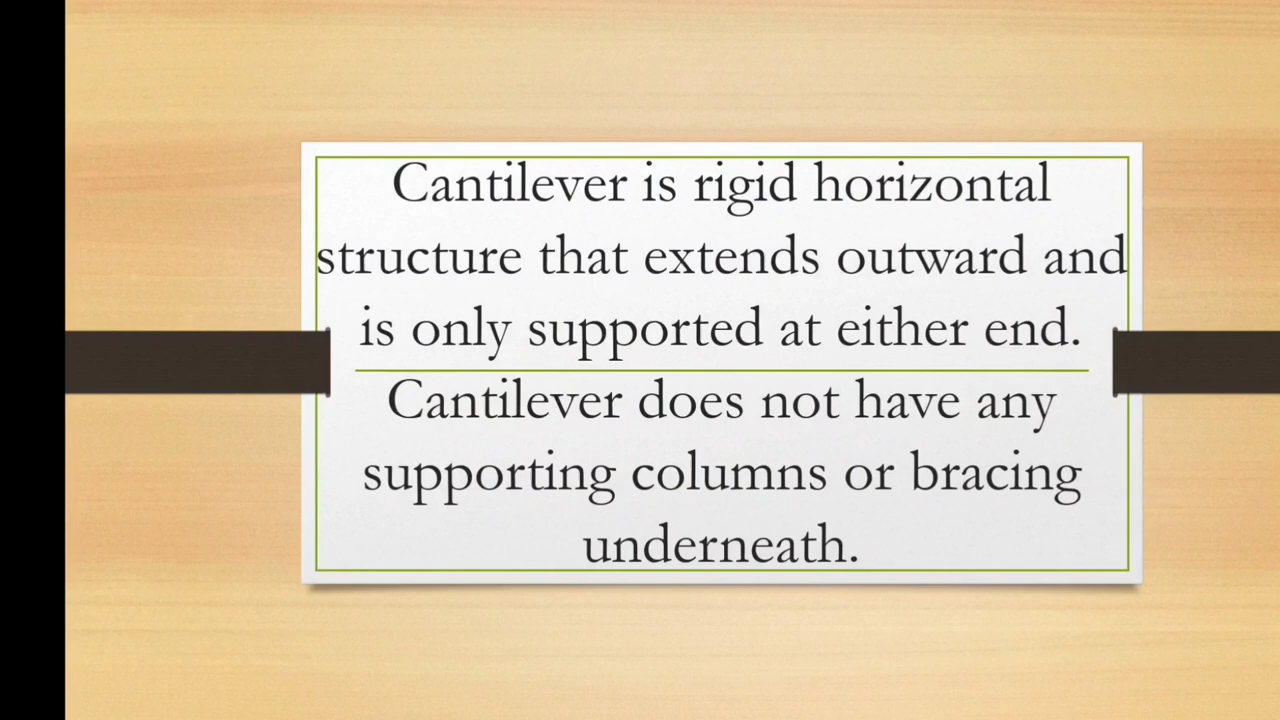 Cantilever is rigid horizontal
structure that extends outward and
is only supported at either end.
Cantilever does not have any
supporting columns or bracing
underneath.